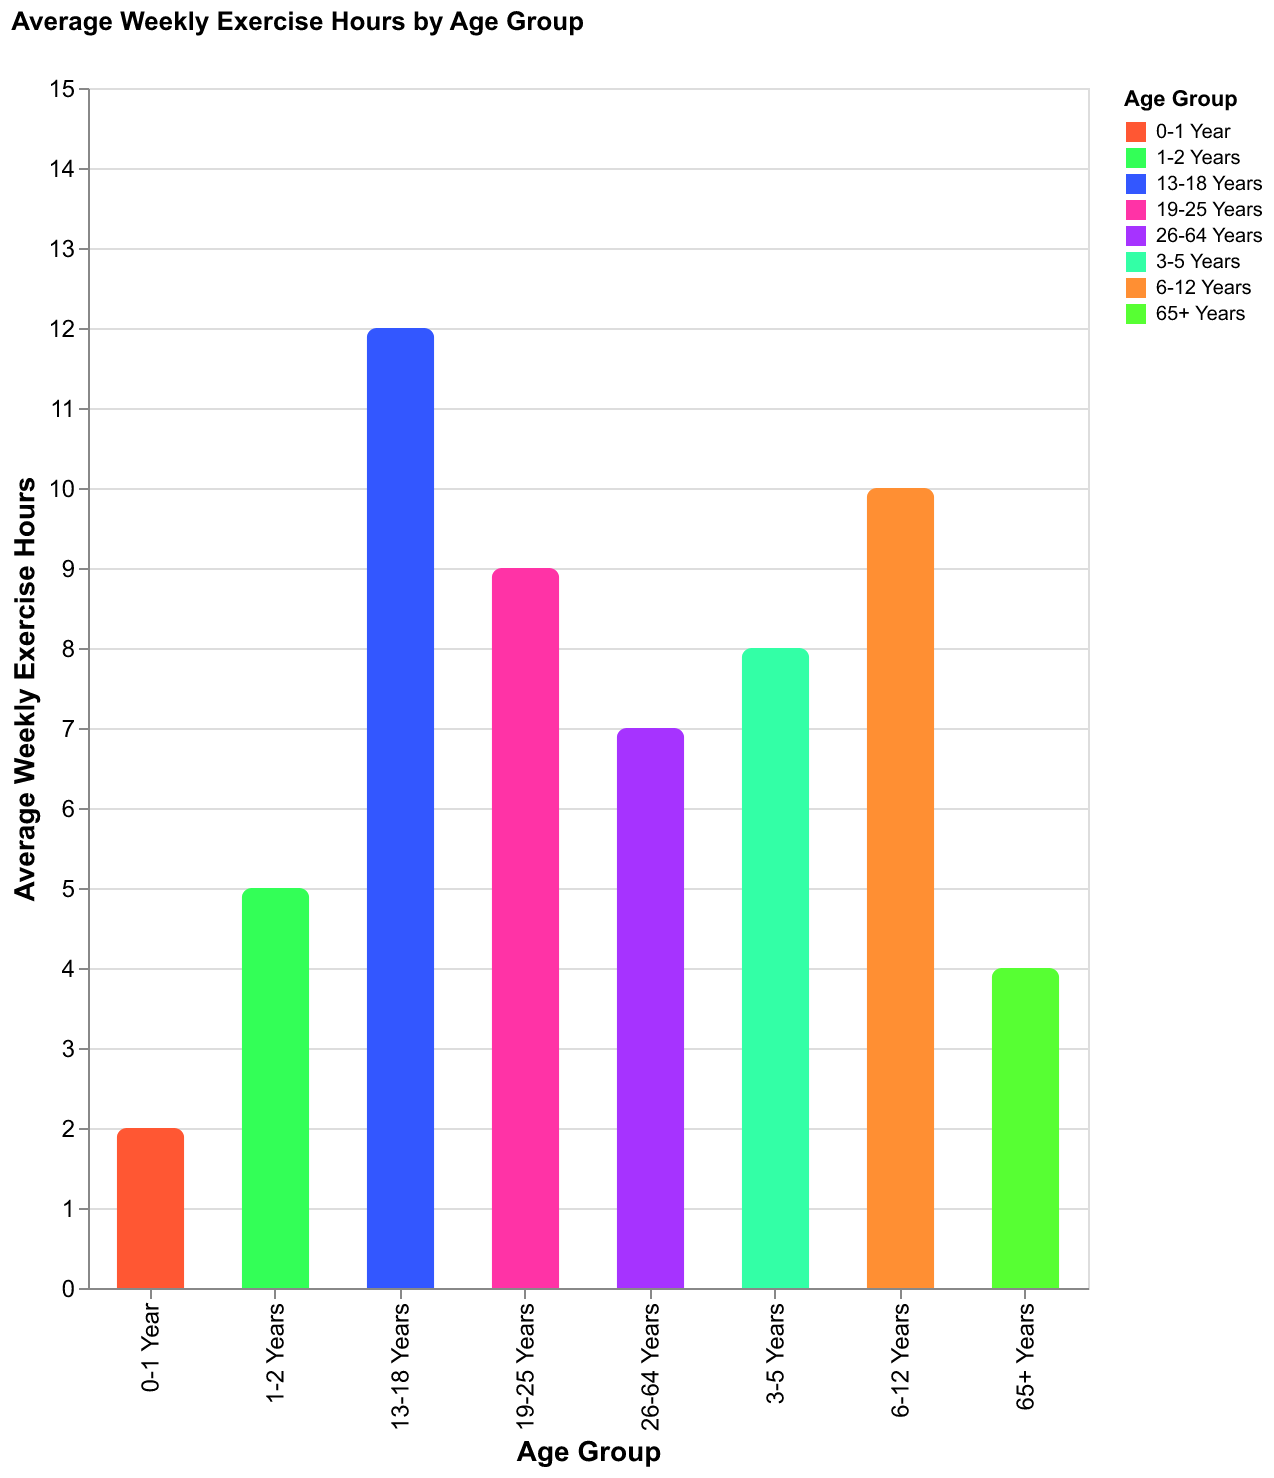 Average Weekly Exercise Hours by Age Group
15
14
13
12
11
10
9
8
7
6
5
4
3
2
1
0
Average Weekly Exercise Hours
0-1 Year
1-2 Years
13-18 Years
19-25 Years
26-64 Years
3-5 Years
6-12 Years
65+ Years
Age Group
Age Group
0-1 Year
1-2 Years
13-18 Years
19-25 Years
26-64 Years
3-5 Years
6-12 Years
65+ Years